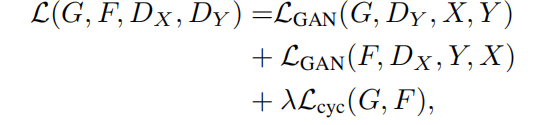 ℒ(G, F, D_X, D_Y) = ℒ_GAN(G, D_Y, X, Y)
+ ℒ_GAN(F, D_X, Y, X)
+ λℒ_cyc(G, F),